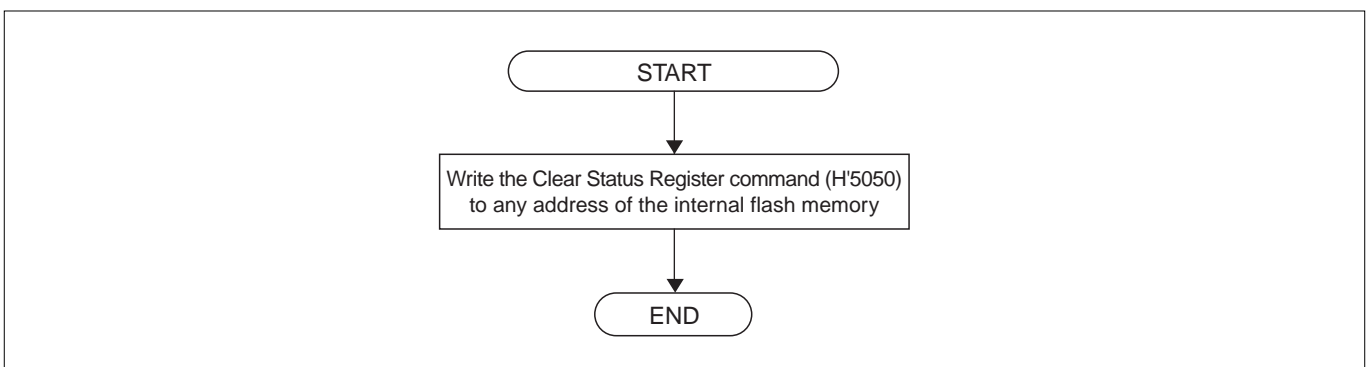 START
Write the Clear Status Register command (H'5050)
to any address of the internal flash memory
END